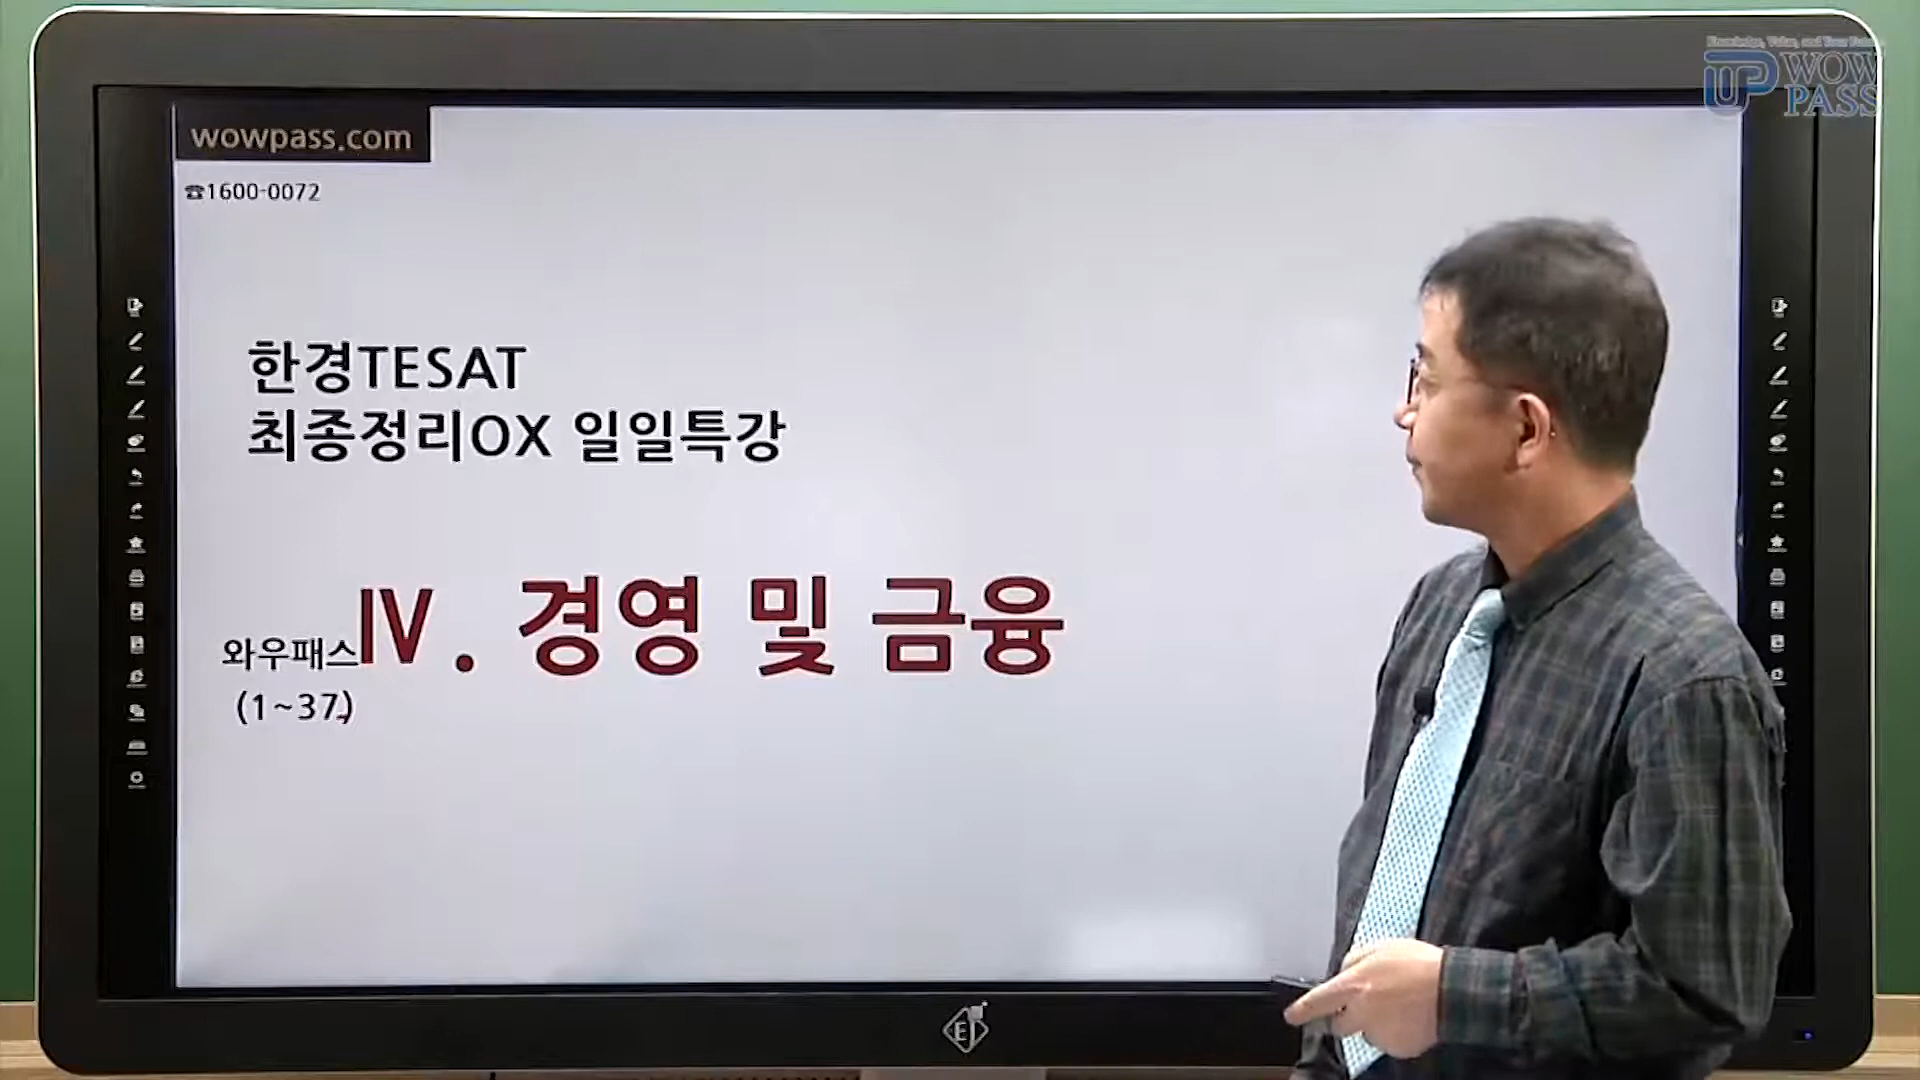 WOW
PASS
wowpass.com
☎1600-0072
한경TESAT
최종정리OX 일일특강
와우패스Ⅳ. 경영 및 금융
(1~37)